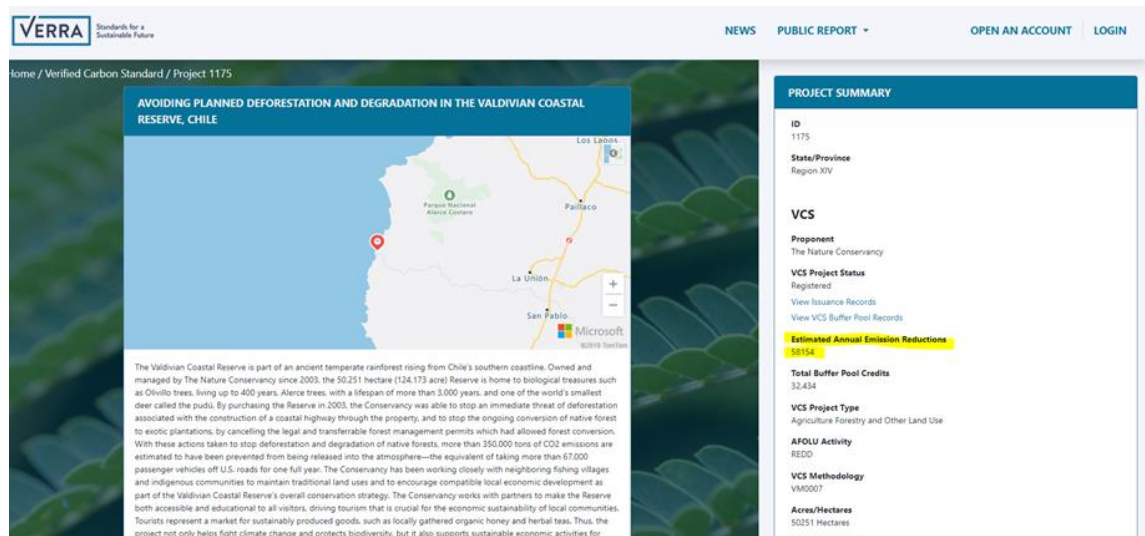 VERRA
Standards for a
Sustainable Future
NEWS
PUBLIC REPORT
OPEN AN ACCOUNT
LOGIN
Home / Verified Carbon Standard / Project 1175
AVOIDING PLANNED DEFORESTATION AND DEGRADATION IN THE VALDIVIAN COASTAL
RESERVE, CHILE
Los Lagos
Parque Nacional
Alerce Costero
Paillaco
La Unión
San Pablo
+
−
Microsoft
©2019 TomTom
The Valdivian Coastal Reserve is part of an ancient temperate rainforest rising from Chile's southern coastline. Owned and
managed by The Nature Conservancy since 2003, the 50,251 hectare (124,173 acre) Reserve is home to biological treasures such
as Olivillo trees, living up to 400 years, Alerce trees, with a lifespan of more than 3,000 years, and one of the world's smallest
deer called the pudú. By purchasing the Reserve in 2003, the Conservancy was able to stop an immediate threat of deforestation
associated with the construction of a coastal highway through the property, and to stop the ongoing conversion of native forest
to exotic plantations, by cancelling the legal and transferrable forest management permits which had allowed forest conversion.
With these actions taken to stop deforestation and degradation of native forests, more than 350,000 tons of CO2 emissions are
estimated to have been prevented from being released into the atmosphere—the equivalent of taking more than 67,000
passenger vehicles off U.S. roads for one full year. The Conservancy has been working closely with neighboring fishing villages
and indigenous communities to maintain traditional land uses and to encourage compatible local economic development as
part of the Valdivian Coastal Reserve's overall conservation strategy. The Conservancy works with partners to make the Reserve
both accessible and educational to all visitors, driving tourism that is crucial for the economic sustainability of local communities.
Tourists represent a market for sustainably produced goods, such as locally gathered organic honey and herbal teas. Thus, the
project not only helps fight climate change and protects biodiversity, but it also supports sustainable economic activities for
PROJECT SUMMARY
ID
1175
State/Province
Region XIV
VCS
Proponent
The Nature Conservancy
VCS Project Status
Registered
View Issuance Records
View VCS Buffer Pool Records
Estimated Annual Emission Reductions
58154
Total Buffer Pool Credits
32,434
VCS Project Type
Agriculture Forestry and Other Land Use
AFOLU Activity
REDD
VCS Methodology
VM0007
Acres/Hectares
50251 Hectares